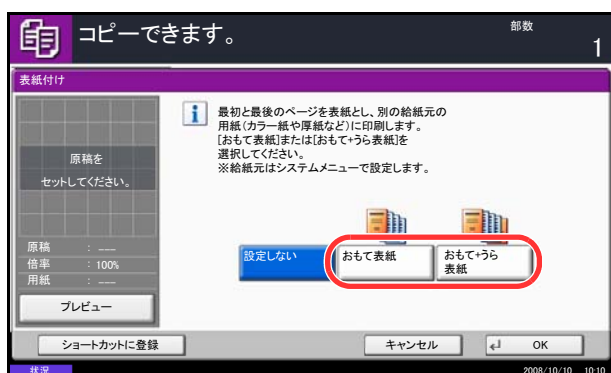 コピーできます。
部数
1
表紙付け
原稿を
セットしてください。
原稿 : ---
倍率 : 100%
用紙 : ---
プレビュー
最初と最後のページを表紙とし、別の給紙元の
用紙(カラー紙や厚紙など)に印刷します。
[おもて表紙]または[おもて+うら表紙]を
選択してください。
※給紙元はシステムメニューで設定します。
設定しない
おもて表紙
おもて+うら
表紙
ショートカットに登録
キャンセル
OK
状況
2008/10/10 10:10